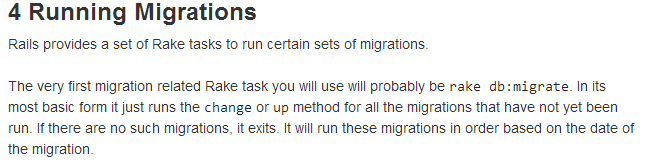 4 Running Migrations
Rails provides a set of Rake tasks to run certain sets of migrations.
The very first migration related Rake task you will use will probably be rake db:migrate. In its
most basic form it just runs the change or up method for all the migrations that have not yet been
run. If there are no such migrations, it exits. It will run these migrations in order based on the date of
the migration.